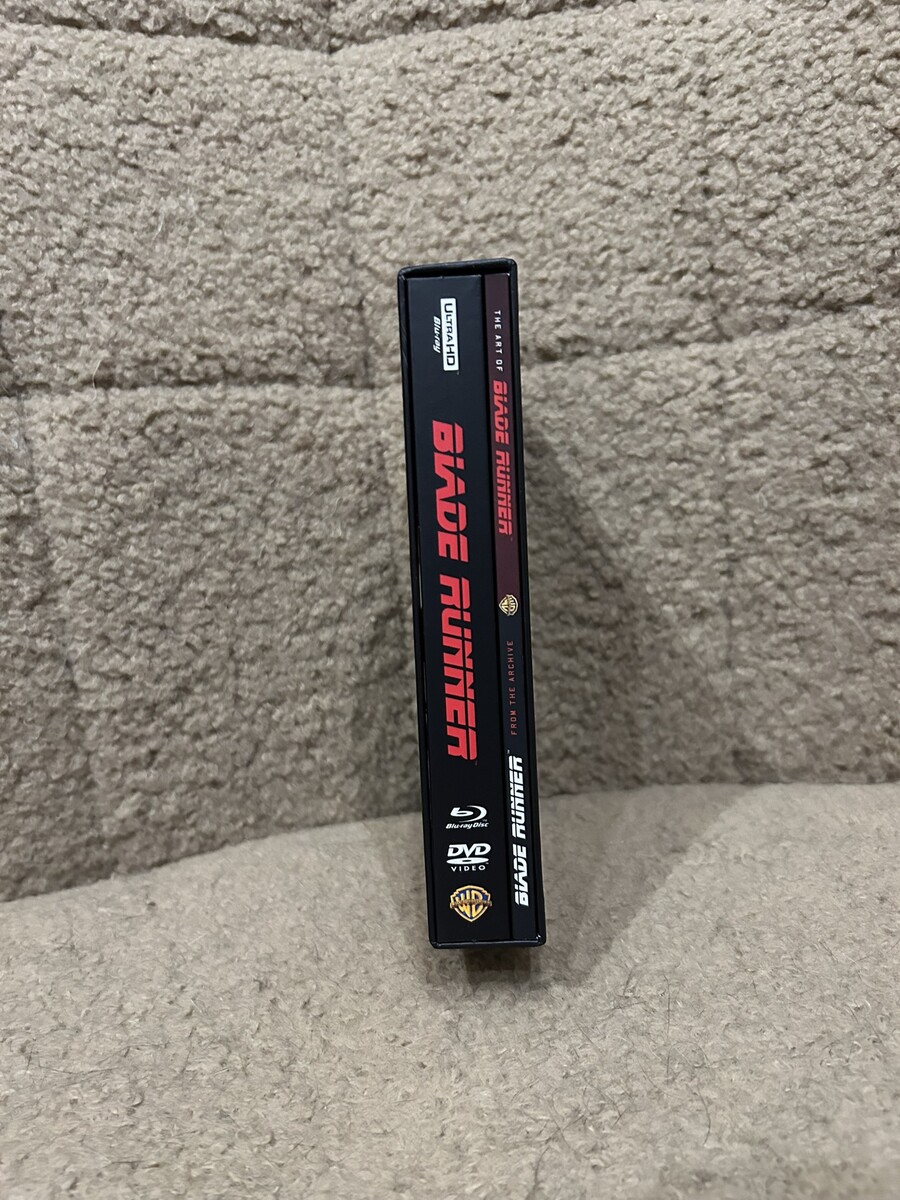 ULTRA HD
Blu-ray
BLADE RUNNER
Blu-ray Disc
DVD
VIDEO
WB
THE ART OF BLADE RUNNER
FROM THE ARCHIVE
BLADE RUNNER